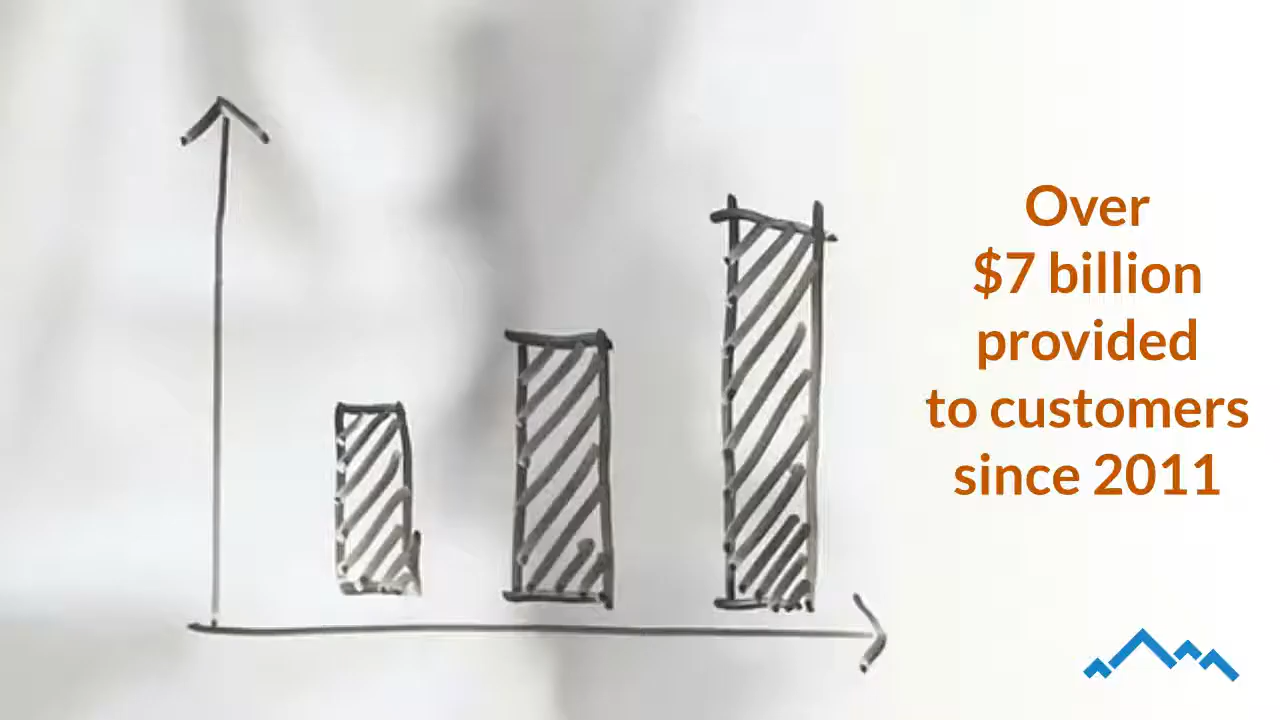 Over
$7 billion
provided
to customers
since 2011